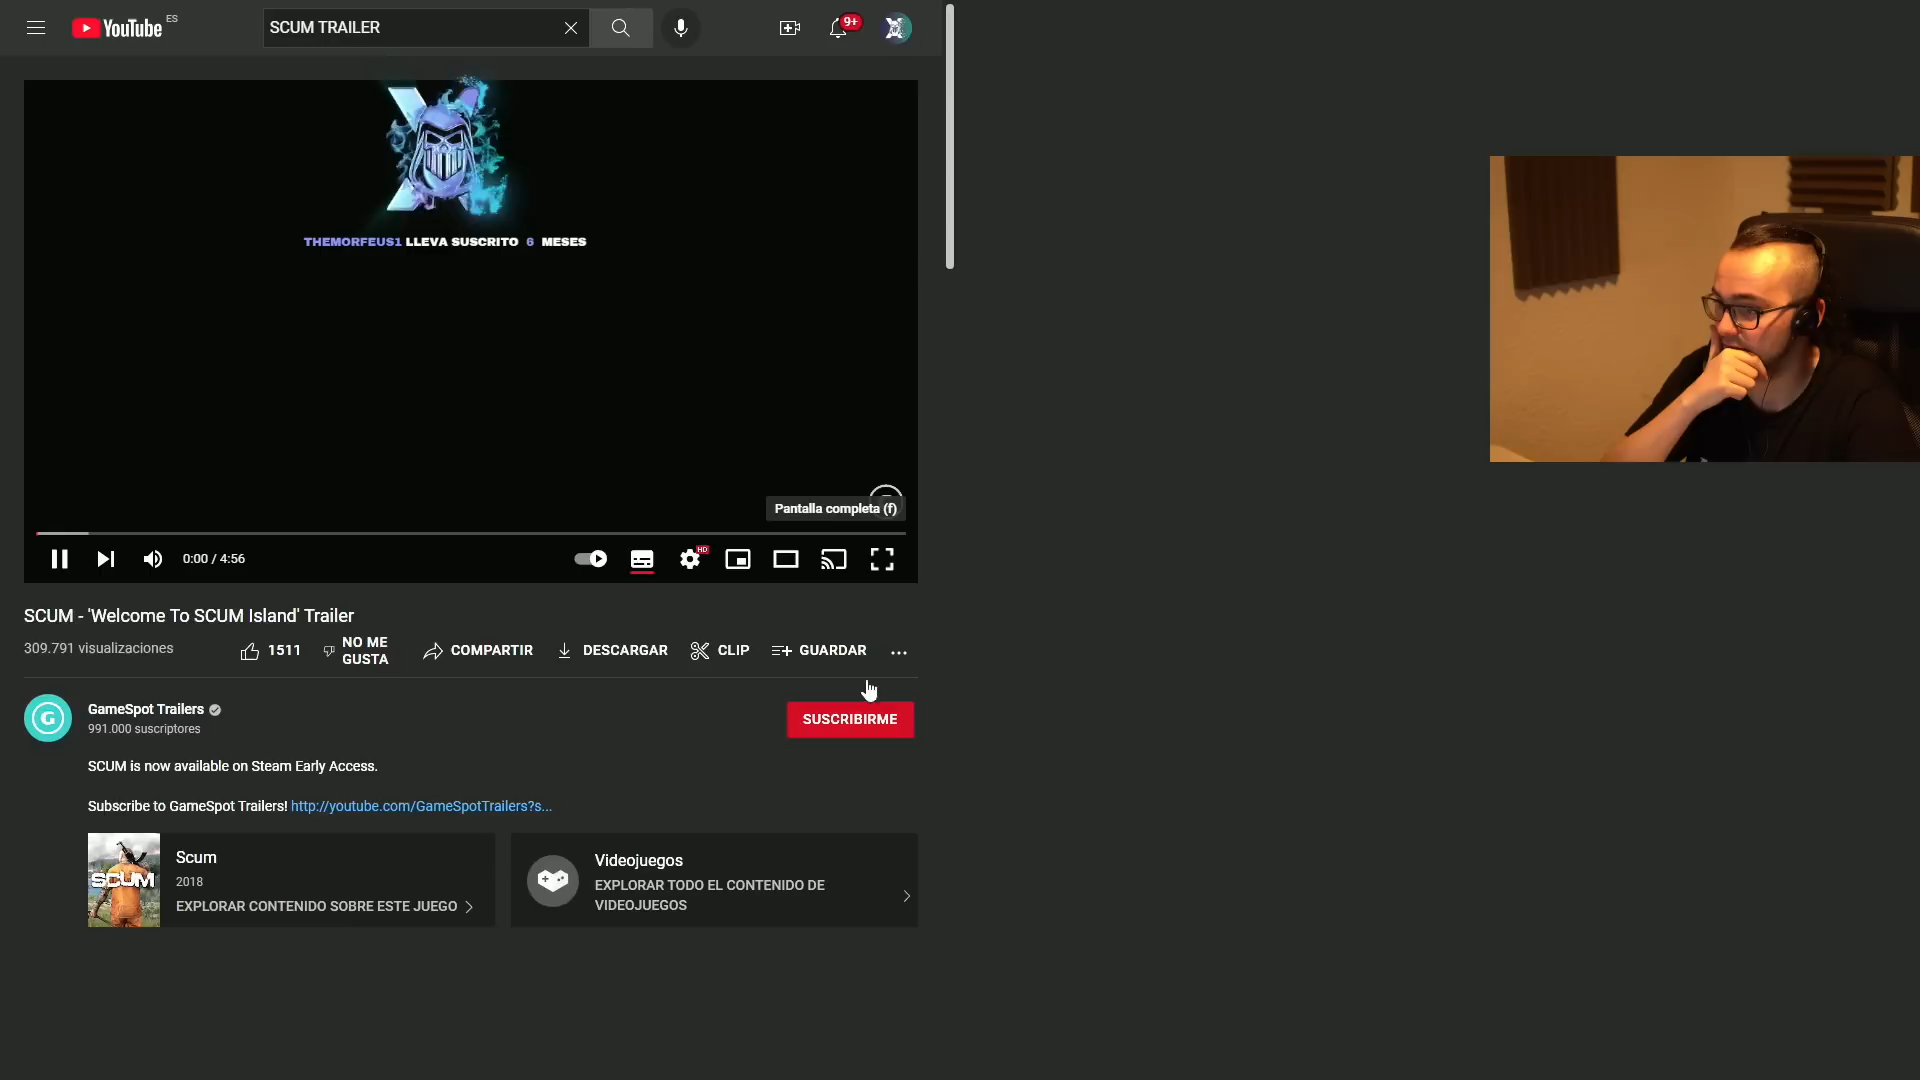 YouTube ES
SCUM TRAILER
9+
THEMORFEUS1 LLEVA SUSCRITO 6 MESES
Pantalla completa (f)
0:00 / 4:56
HD
SCUM - 'Welcome To SCUM Island' Trailer
309.791 visualizaciones
1511
NO ME
GUSTA
COMPARTIR
DESCARGAR
CLIP
GUARDAR
G
GameSpot Trailers
991.000 suscriptores
SUSCRIBIRME
SCUM is now available on Steam Early Access.
Subscribe to GameSpot Trailers! http://youtube.com/GameSpotTrailers?s...
SCUM
Scum
2018
EXPLORAR CONTENIDO SOBRE ESTE JUEGO
Videojuegos
EXPLORAR TODO EL CONTENIDO DE
VIDEOJUEGOS